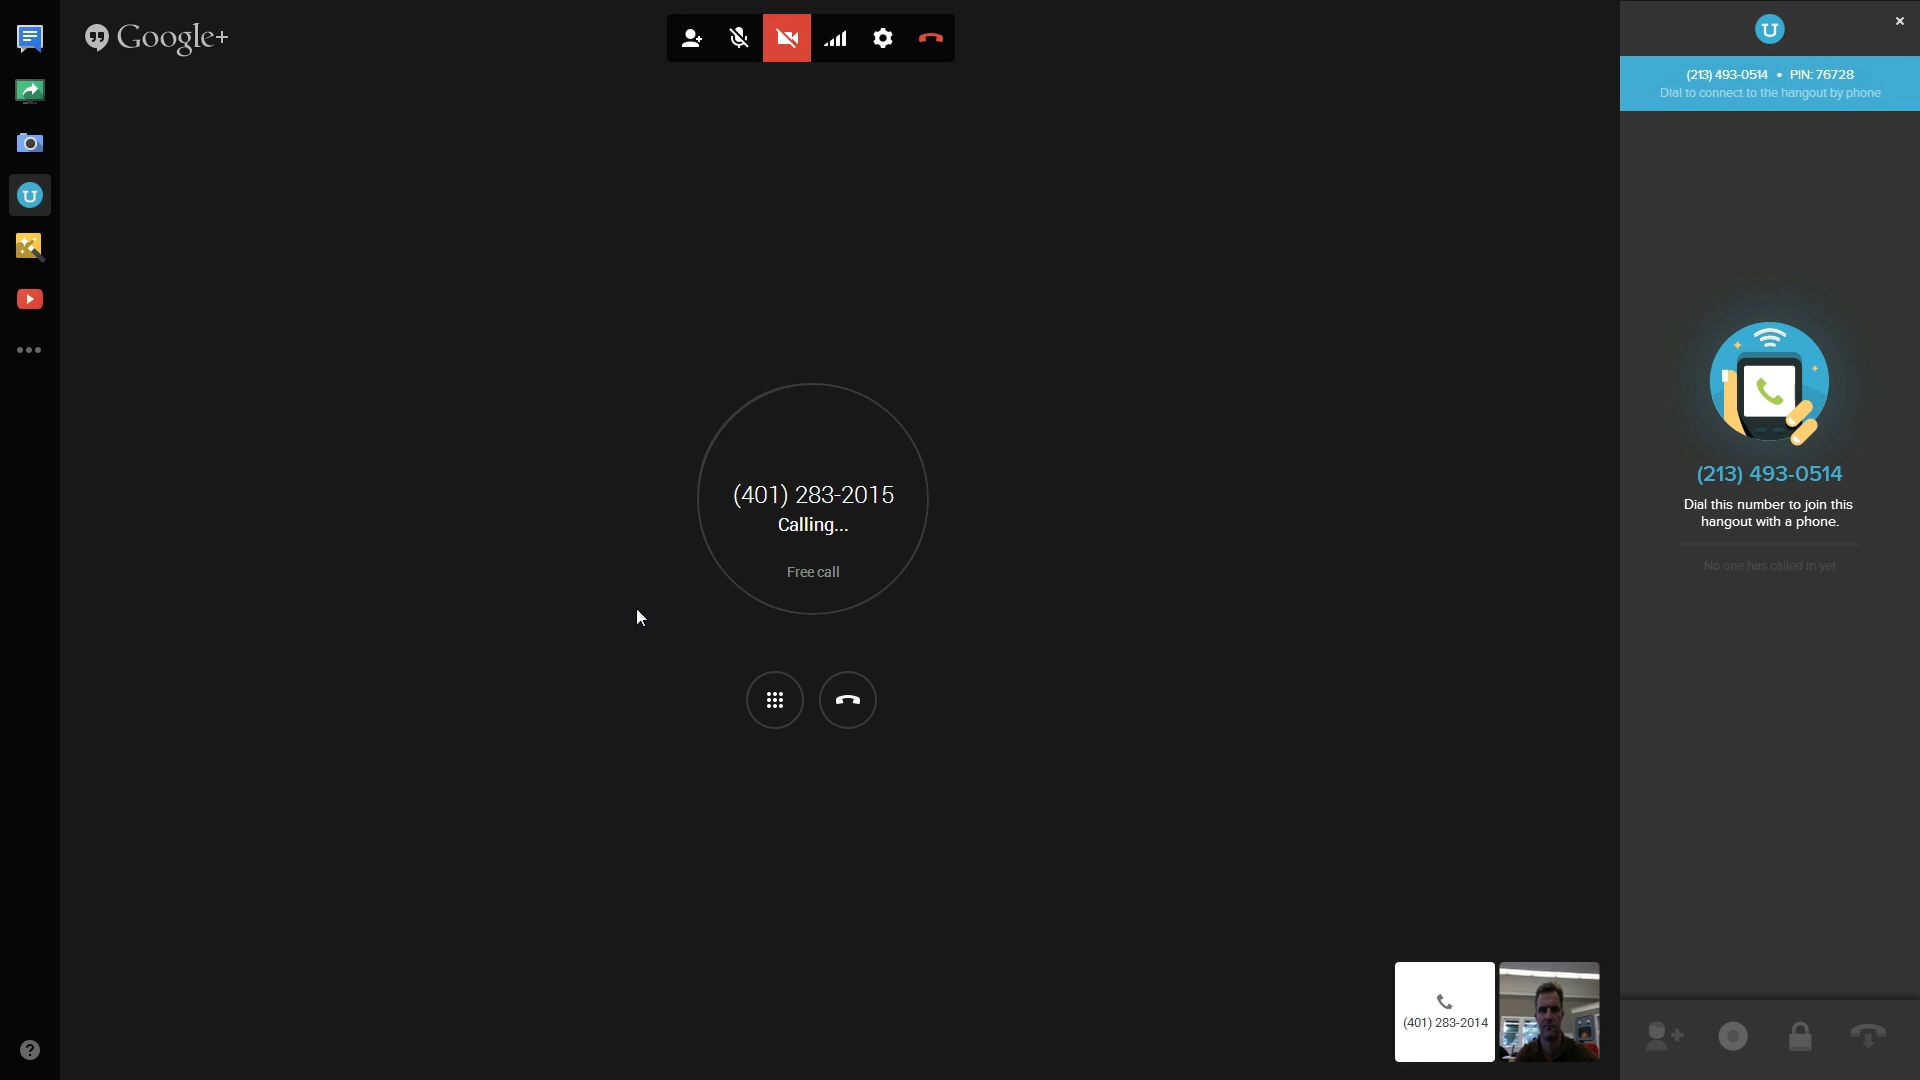 Google+
(401) 283-2015
Calling...
Free call
(401) 283-2014
(213) 493-0514 • PIN: 76728
Dial to connect to the hangout by phone
(213) 493-0514
Dial this number to join this
hangout with a phone.
No one has called in yet